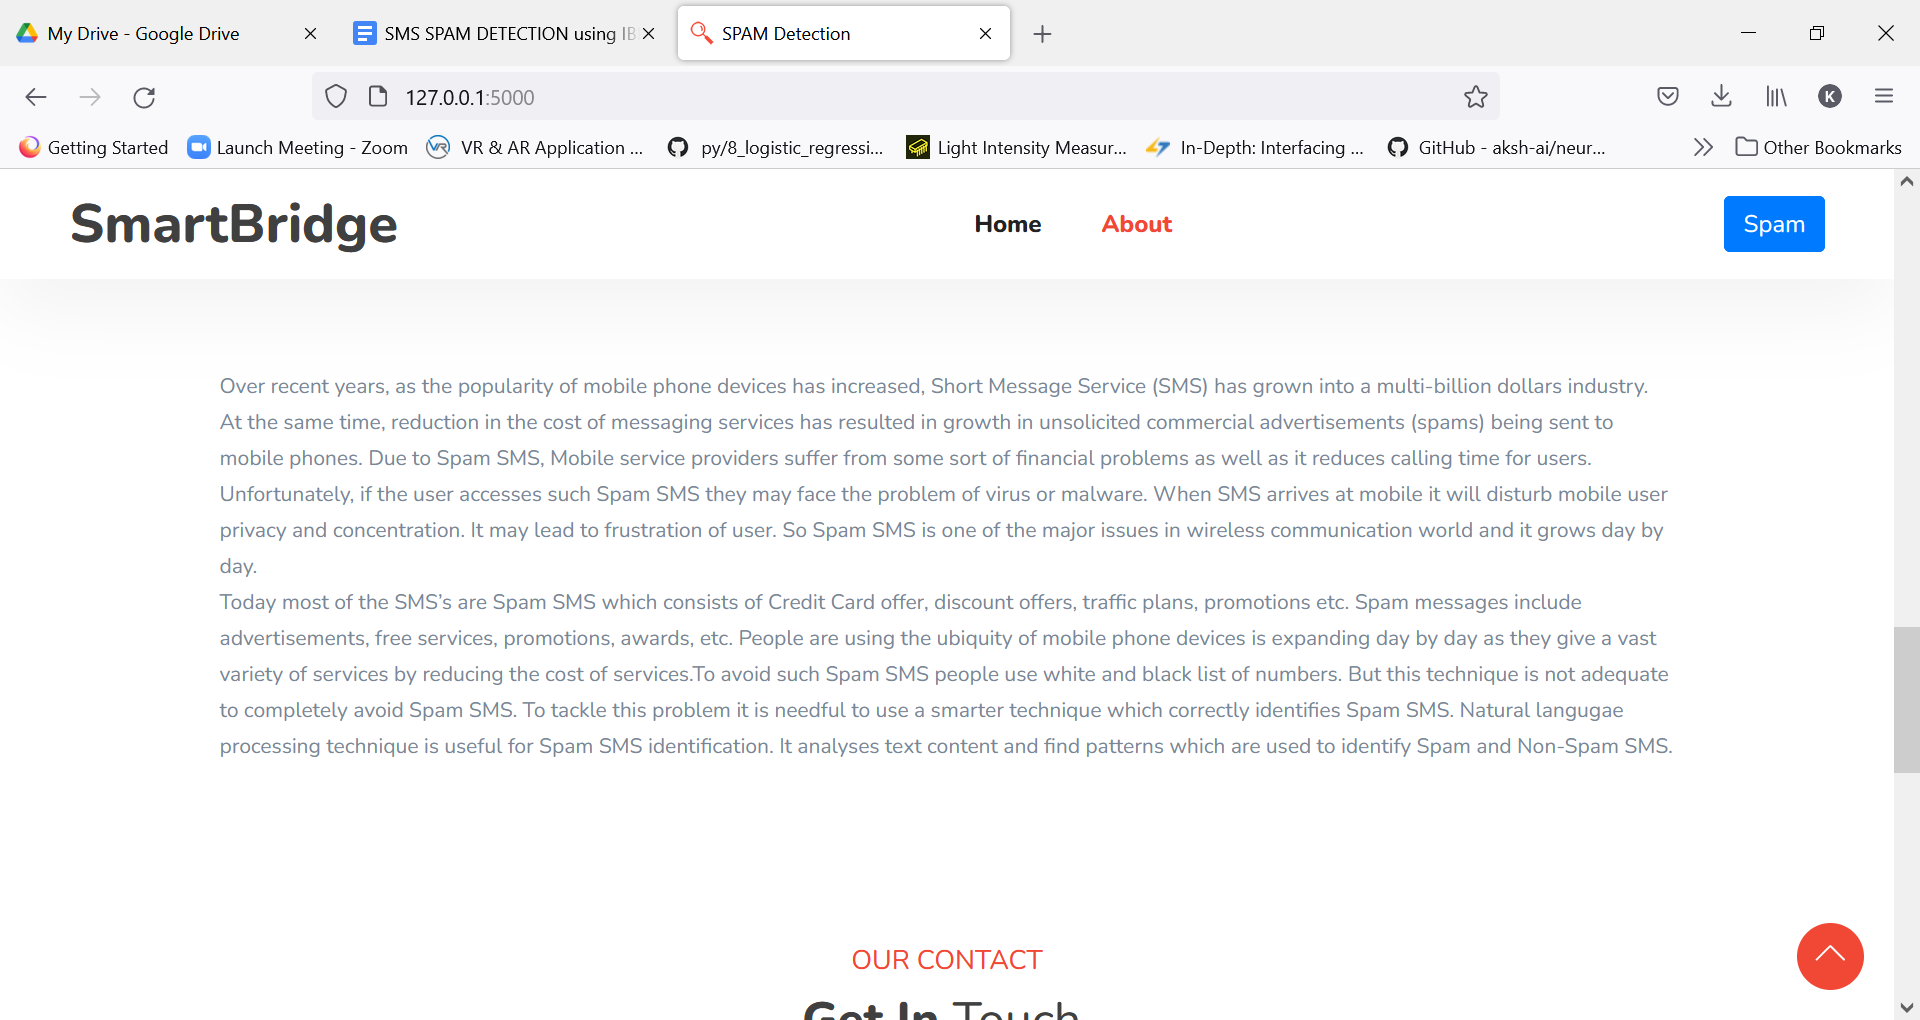 My Drive - Google Drive
SMS SPAM DETECTION using IB
SPAM Detection
127.0.0.1:5000
K
Getting Started
Launch Meeting - Zoom
VR & AR Application ...
py/8_logistic_regressi...
Light Intensity Measur...
In-Depth: Interfacing ...
GitHub - aksh-ai/neur...
Other Bookmarks
SmartBridge
Home
About
Spam
Over recent years, as the popularity of mobile phone devices has increased, Short Message Service (SMS) has grown into a multi-billion dollars industry.
At the same time, reduction in the cost of messaging services has resulted in growth in unsolicited commercial advertisements (spams) being sent to
mobile phones. Due to Spam SMS, Mobile service providers suffer from some sort of financial problems as well as it reduces calling time for users.
Unfortunately, if the user accesses such Spam SMS they may face the problem of virus or malware. When SMS arrives at mobile it will disturb mobile user
privacy and concentration. It may lead to frustration of user. So Spam SMS is one of the major issues in wireless communication world and it grows day by
day.
Today most of the SMS's are Spam SMS which consists of Credit Card offer, discount offers, traffic plans, promotions etc. Spam messages include
advertisements, free services, promotions, awards, etc. People are using the ubiquity of mobile phone devices is expanding day by day as they give a vast
variety of services by reducing the cost of services.To avoid such Spam SMS people use white and black list of numbers. But this technique is not adequate
to completely avoid Spam SMS. To tackle this problem it is needful to use a smarter technique which correctly identifies Spam SMS. Natural langugae
processing technique is useful for Spam SMS identification. It analyses text content and find patterns which are used to identify Spam and Non-Spam SMS.
OUR CONTACT
Get In Touch